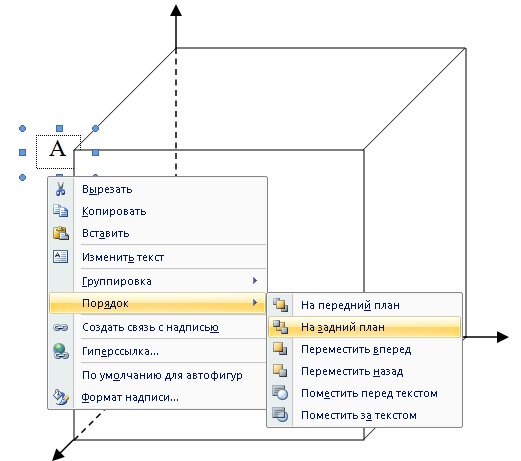 A
Вырезать
Копировать
Вставить
Изменить текст
Группировка
Порядок
Создать связь с надписью
Гиперссылка...
По умолчанию для автофигур
Формат надписи...
На передний план
На задний план
Переместить вперед
Переместить назад
Поместить перед текстом
Поместить за текстом